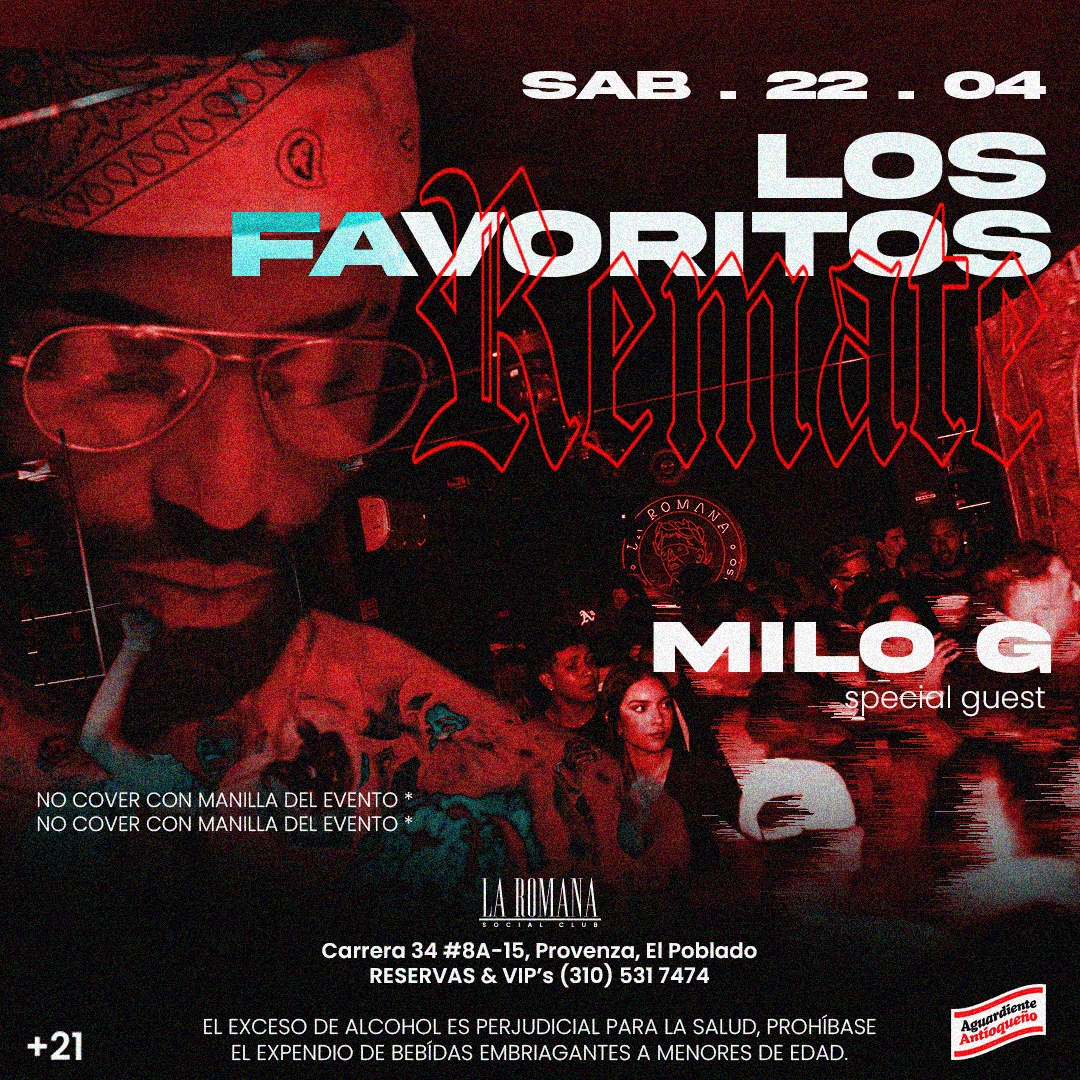 SAB . 22 . 04
LOS
FAVORITOS
Remate
LA ROMANA
MILO G
special guest
NO COVER CON MANILLA DEL EVENTO *
NO COVER CON MANILLA DEL EVENTO *
LA ROMANA
SOCIAL CLUB
Carrera 34 #8A-15, Provenza, El Poblado
RESERVAS & VIP's (310) 531 7474
+21
EL EXCESO DE ALCOHOL ES PERJUDICIAL PARA LA SALUD, PROHÍBASE
EL EXPENDIO DE BEBÍDAS EMBRIAGANTES A MENORES DE EDAD.
Aguardiente
Antioqueño